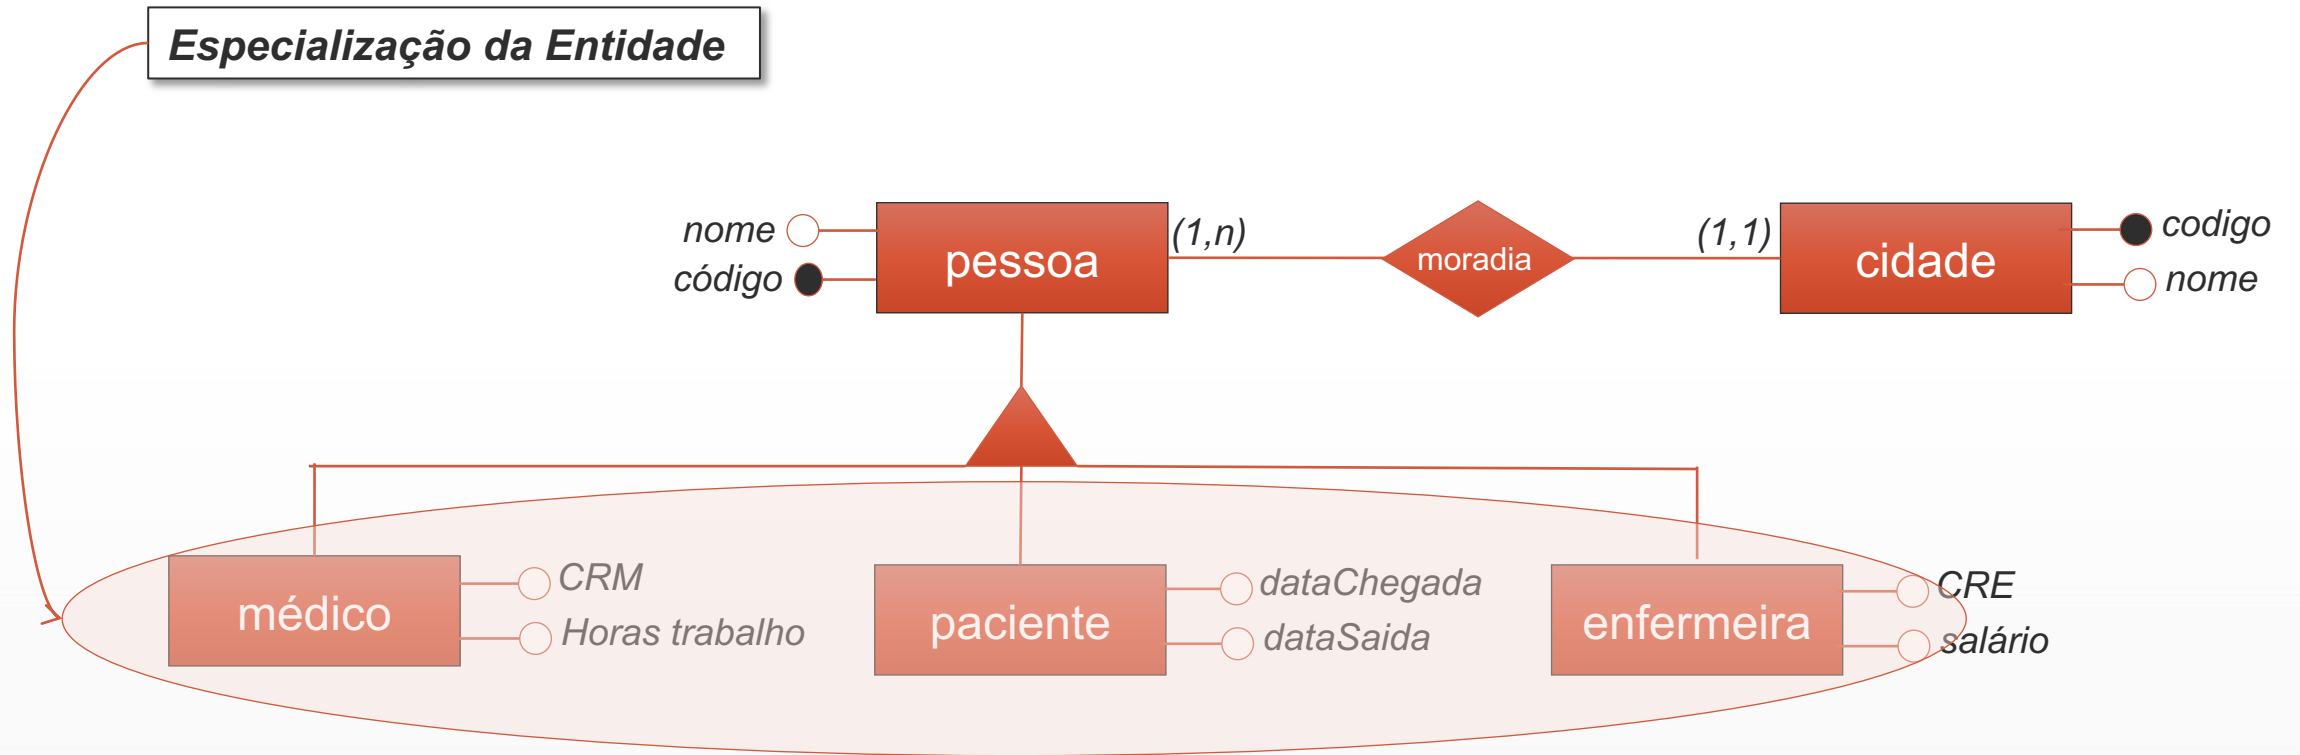 Especialização da Entidade
nome
código
pessoa
(1,n)
moradia
(1,1)
cidade
codigo
nome
médico
CRM
Horas trabalho
paciente
dataChegada
dataSaida
enfermeira
CRE
salário